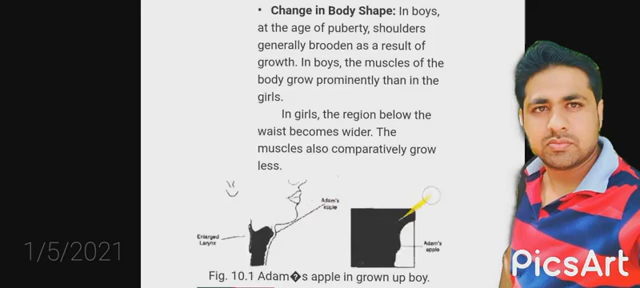 • Change in Body Shape: In boys,
at the age of puberty, shoulders
generally brooden as a result of
growth. In boys, the muscles of the
body grow prominently than in the
girls.
In girls, the region below the
waist becomes wider. The
muscles also comparatively grow
less.
Adam's
apple
Enlarged
Larynx
Adam's
apple
Fig. 10.1 Adam�s apple in grown up boy.
1/5/2021
PicsArt